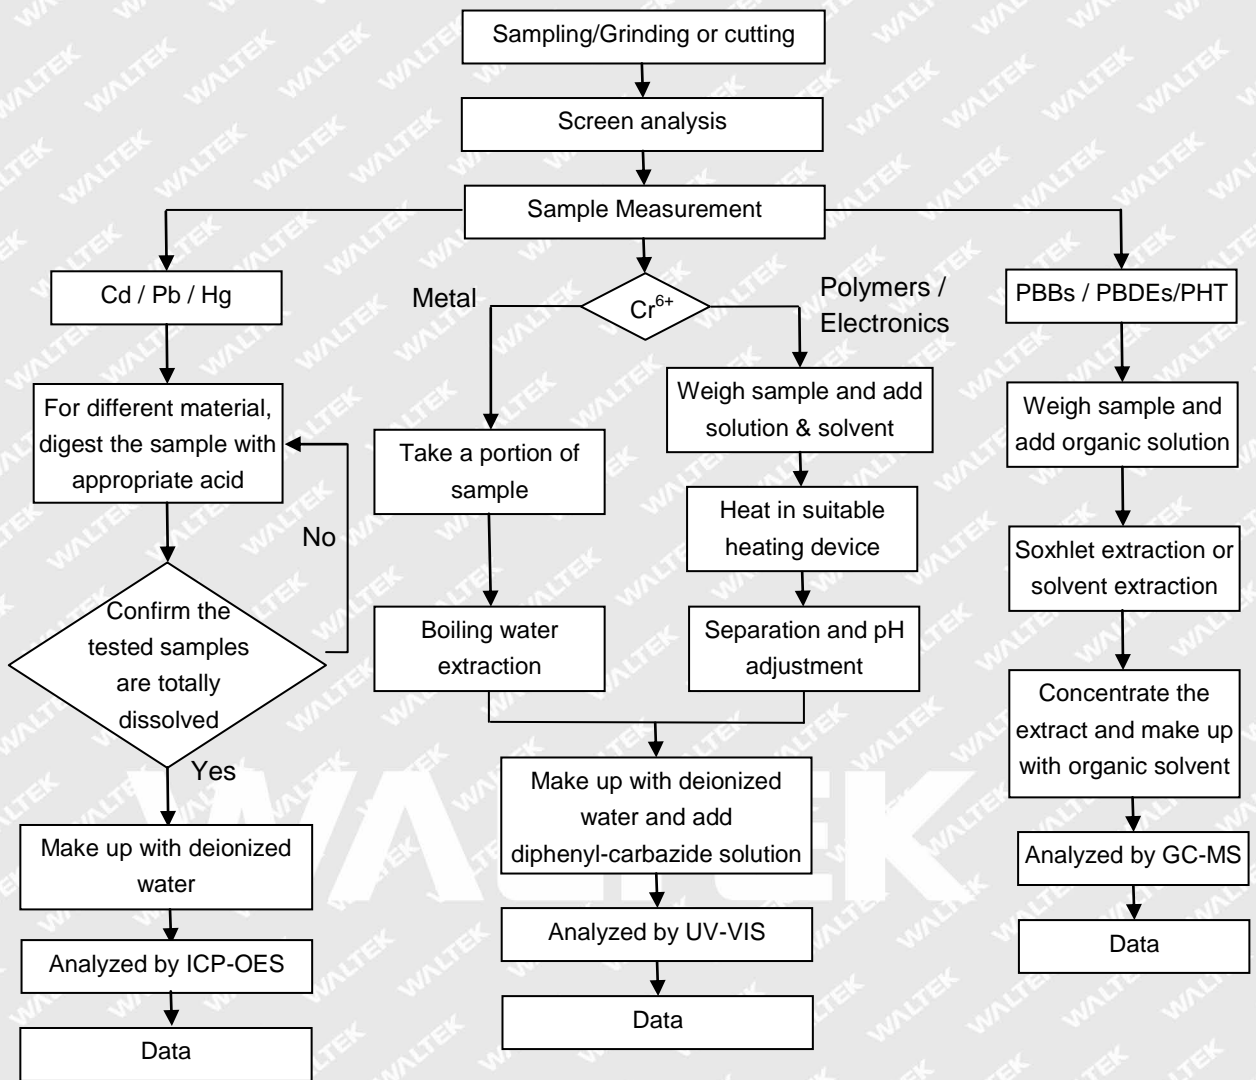 Sampling/Grinding or cutting
Screen analysis
Sample Measurement
Cd / Pb / Hg
For different material,
digest the sample with
appropriate acid
No
Confirm the
tested samples
are totally
dissolved
Yes
Make up with deionized
water
Analyzed by ICP-OES
Data
Cr6+
Metal
Take a portion of
sample
Boiling water
extraction
Polymers /
Electronics
Weigh sample and add
solution & solvent
Heat in suitable
heating device
Separation and pH
adjustment
Make up with deionized
water and add
diphenyl-carbazide solution
Analyzed by UV-VIS
Data
PBBs / PBDEs/PHT
Weigh sample and
add organic solution
Soxhlet extraction or
solvent extraction
Concentrate the
extract and make up
with organic solvent
Analyzed by GC-MS
Data
WALTEK